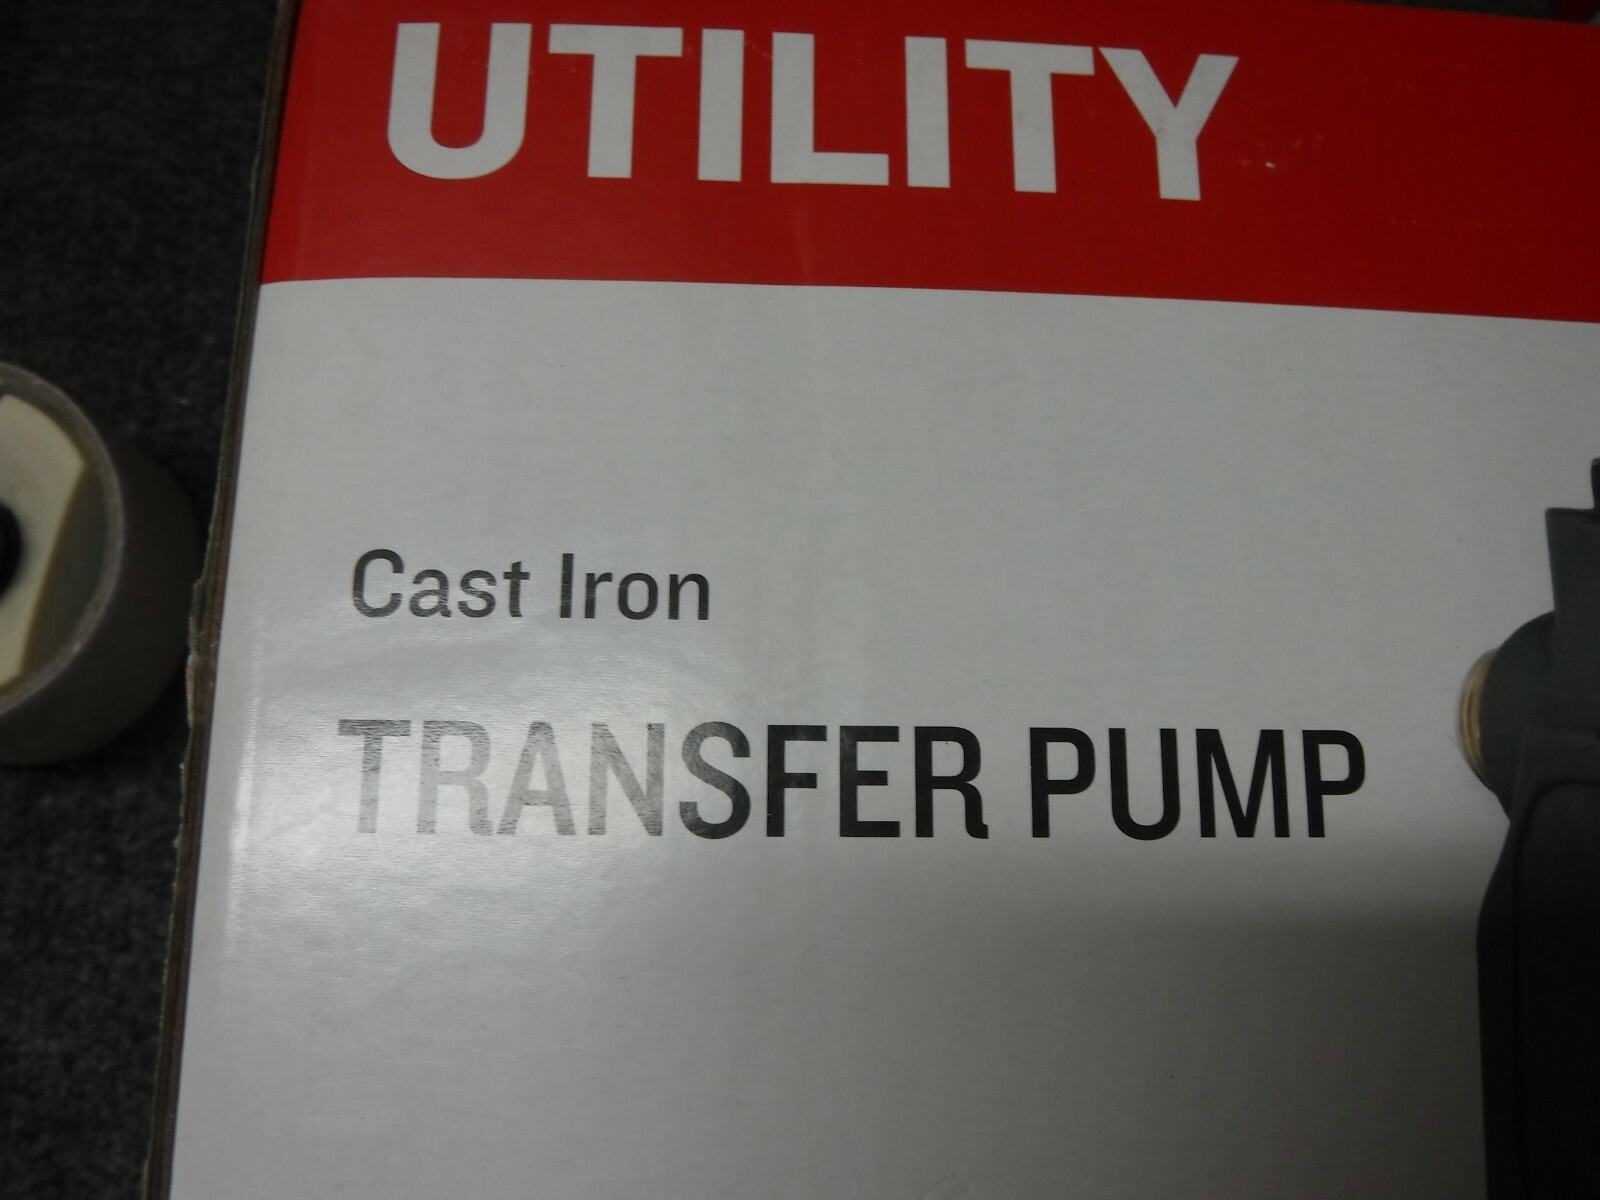 UTILITY
Cast Iron
TRANSFER PUMP